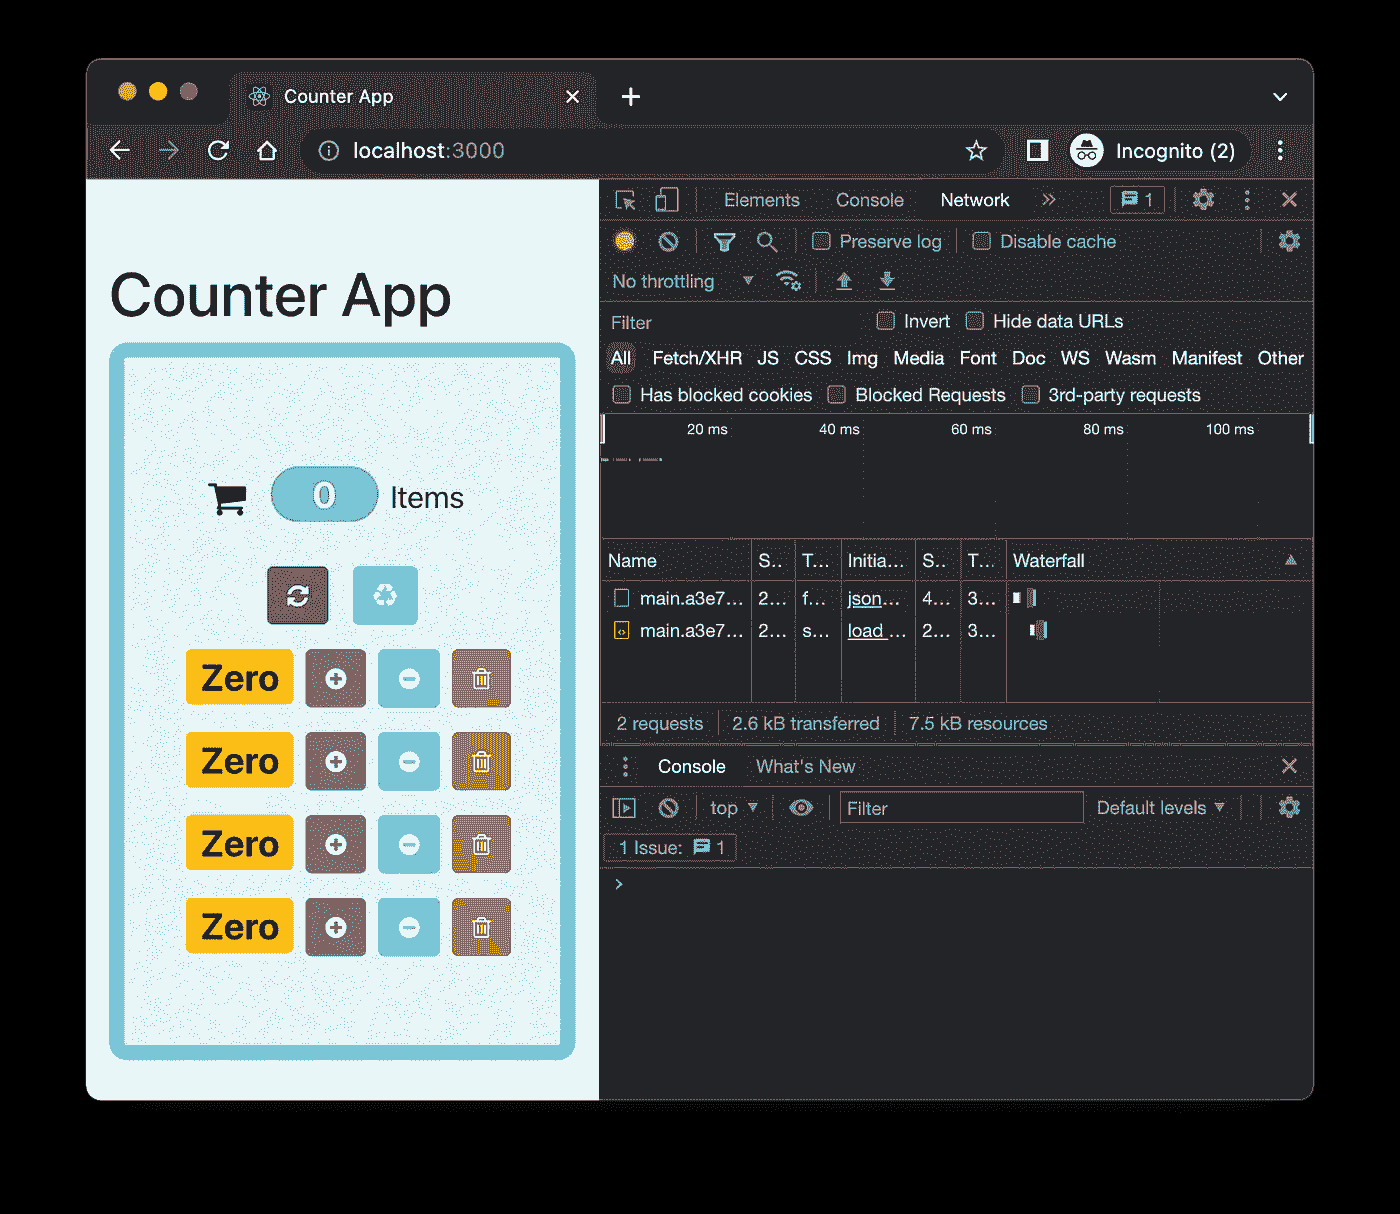 Counter App
localhost:3000
Incognito (2)
Counter App
0 Items
Zero
Zero
Zero
Zero
Elements Console Network 1
Preserve log Disable cache
No throttling
Filter Invert Hide data URLs
All Fetch/XHR JS CSS Img Media Font Doc WS Wasm Manifest Other
Has blocked cookies Blocked Requests 3rd-party requests
20 ms 40 ms 60 ms 80 ms 100 ms
Name S.. T... Initia... S.. T... Waterfall
main.a3e7... 2... f... json... 4... 3...
main.a3e7... 2... s... load_... 2... 3...
2 requests 2.6 kB transferred 7.5 kB resources
Console What's New
top Filter Default levels
1 Issue: 1